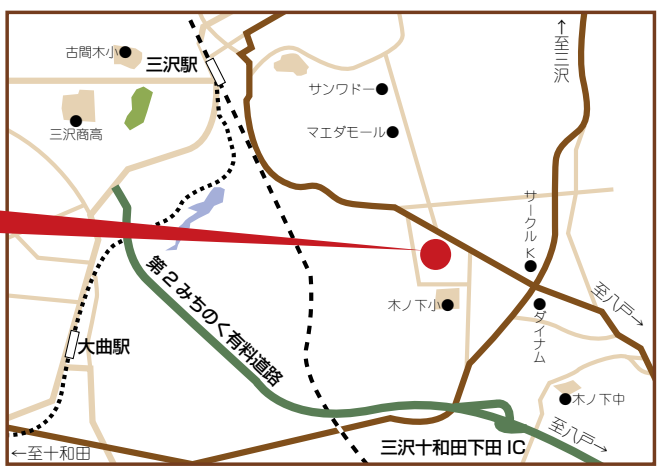 古間木小
三沢駅
↑至三沢
サンワドー
三沢商高
マエダモール
サークルK
第2みちのく有料道路
木ノ下小
至八戸→
ダイナム
大曲駅
木ノ下中
←至十和田
三沢十和田下田IC
至八戸→